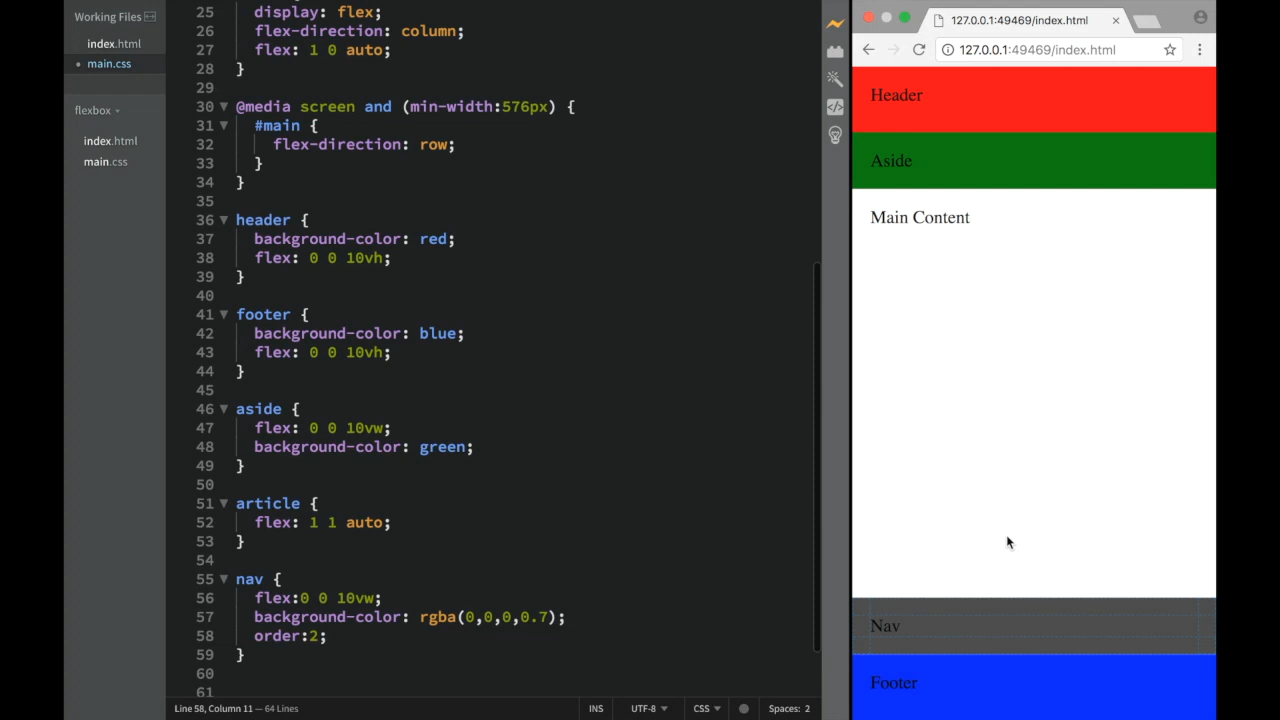 Working Files
index.html
main.css
flexbox
index.html
main.css
25 display: flex;
26 flex-direction: column;
27 flex: 1 0 auto;
28 }
29
30 @media screen and (min-width:576px) {
31 #main {
32 flex-direction: row;
33 }
34 }
35
36 header {
37 background-color: red;
38 flex: 0 0 10vh;
39 }
40
41 footer {
42 background-color: blue;
43 flex: 0 0 10vh;
44 }
45
46 aside {
47 flex: 0 0 10vw;
48 background-color: green;
49 }
50
51 article {
52 flex: 1 1 auto;
53 }
54
55 nav {
56 flex:0 0 10vw;
57 background-color: rgba(0,0,0,0.7);
58 order:2;
59 }
60
61
Line 58, Column 11 — 64 Lines
INS
UTF-8
CSS
Spaces: 2
127.0.0.1:49469/index.html
127.0.0.1:49469/index.html
Header
Aside
Main Content
Nav
Footer